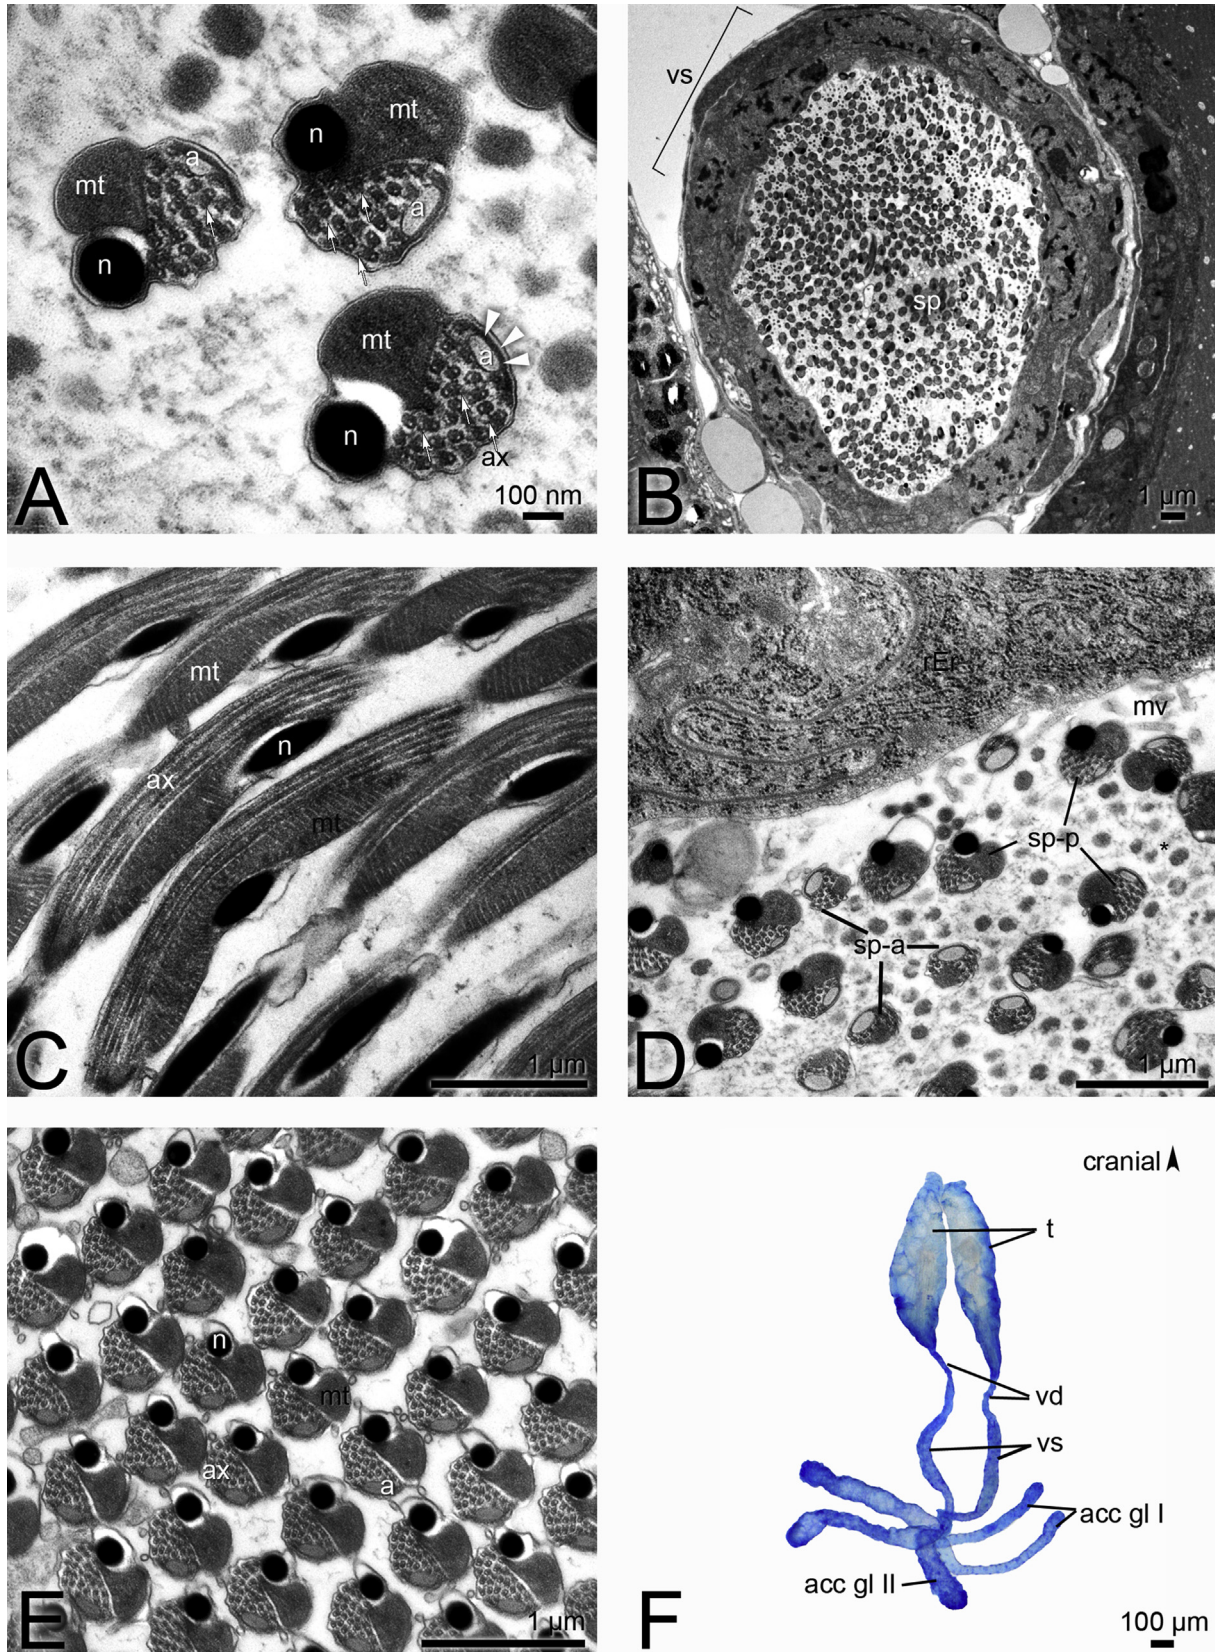 mt
n
mt
a
n
a
mt
a
n
ax
100 nm
A
vs
sp
1 µm
B
mt
n
ax
mt
1 µm
C
rEr
mv
sp-p
*
sp-a
1 µm
D
n
mt
ax
a
1 µm
E
cranial
t
vd
vs
acc gl I
acc gl II
100 µm
F